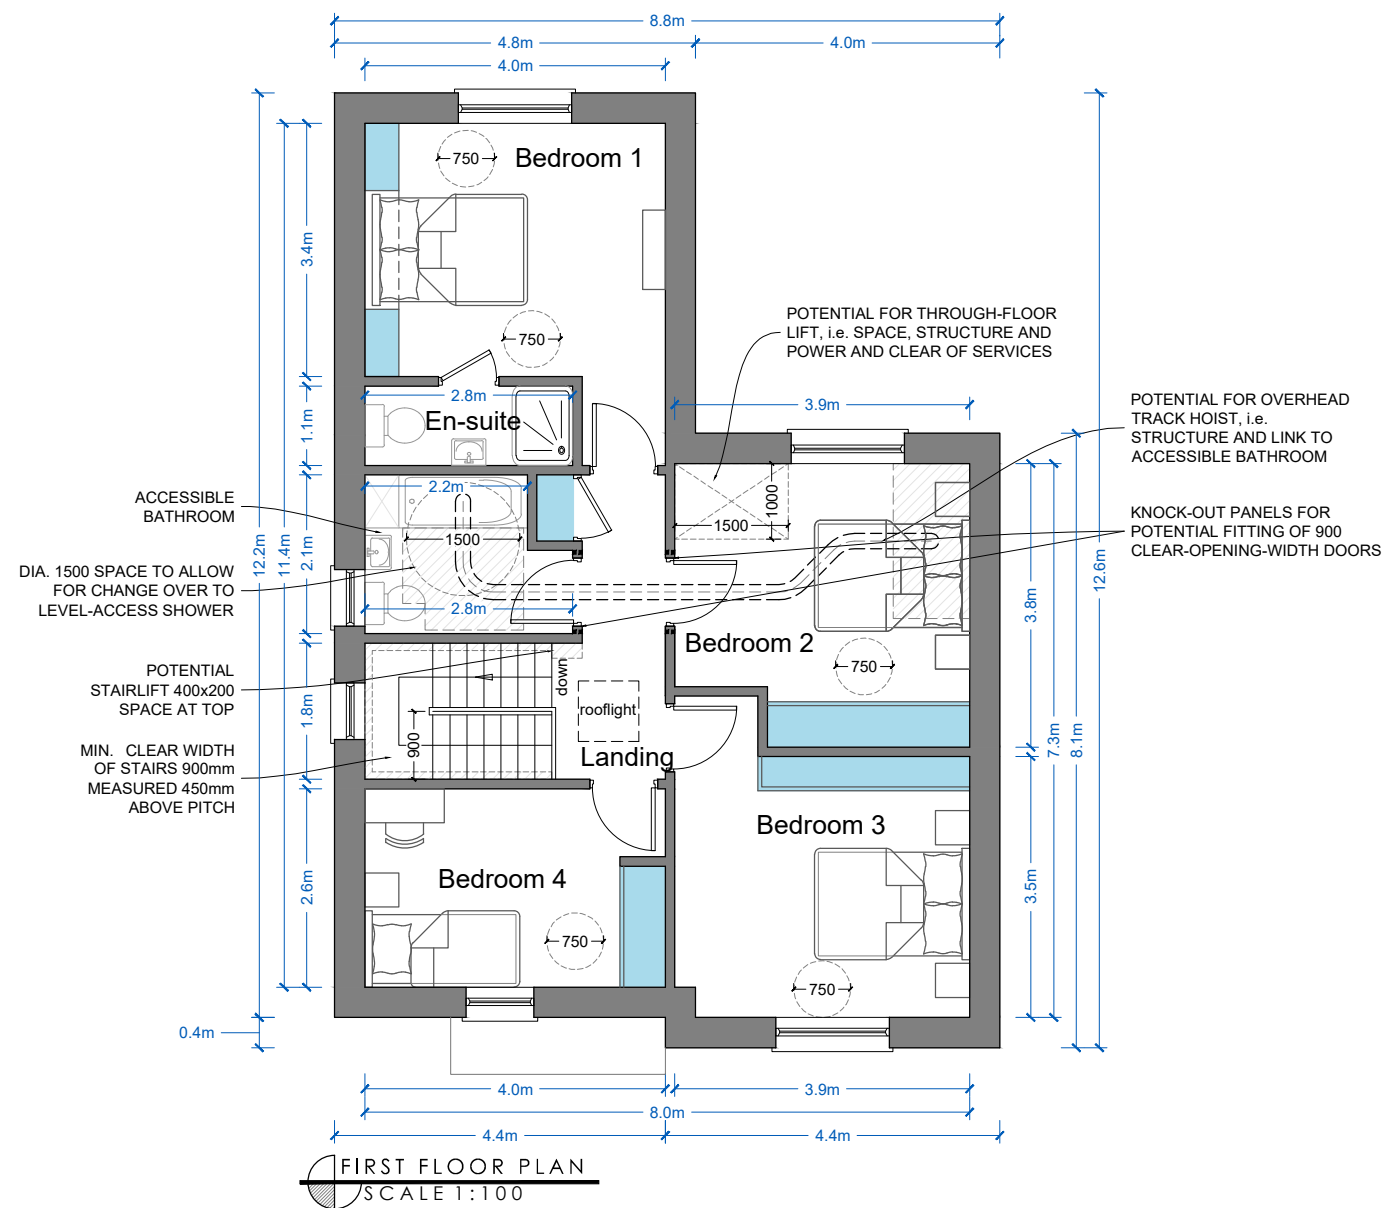 8.8m
4.8m
4.0m
4.0m
750
Bedroom 1
3.4m
750
POTENTIAL FOR THROUGH-FLOOR
LIFT, i.e. SPACE, STRUCTURE AND
POWER AND CLEAR OF SERVICES
2.8m
En-suite
1.1m
3.9m
POTENTIAL FOR OVERHEAD
TRACK HOIST, i.e.
STRUCTURE AND LINK TO
ACCESSIBLE BATHROOM
ACCESSIBLE
BATHROOM
2.2m
1500
1000
1500
KNOCK-OUT PANELS FOR
POTENTIAL FITTING OF 900
CLEAR-OPENING-WIDTH DOORS
12.2m
11.4m
2.1m
12.6m
DIA. 1500 SPACE TO ALLOW
FOR CHANGE OVER TO
LEVEL-ACCESS SHOWER
2.8m
3.8m
Bedroom 2
750
POTENTIAL
STAIRLIFT 400x200
SPACE AT TOP
1.8m
down
rooflight
Landing
900
7.3m
8.1m
MIN. CLEAR WIDTH
OF STAIRS 900mm
MEASURED 450mm
ABOVE PITCH
Bedroom 3
Bedroom 4
2.6m
3.5m
750
750
0.4m
4.0m
3.9m
8.0m
4.4m
4.4m
FIRST FLOOR PLAN
SCALE 1:100